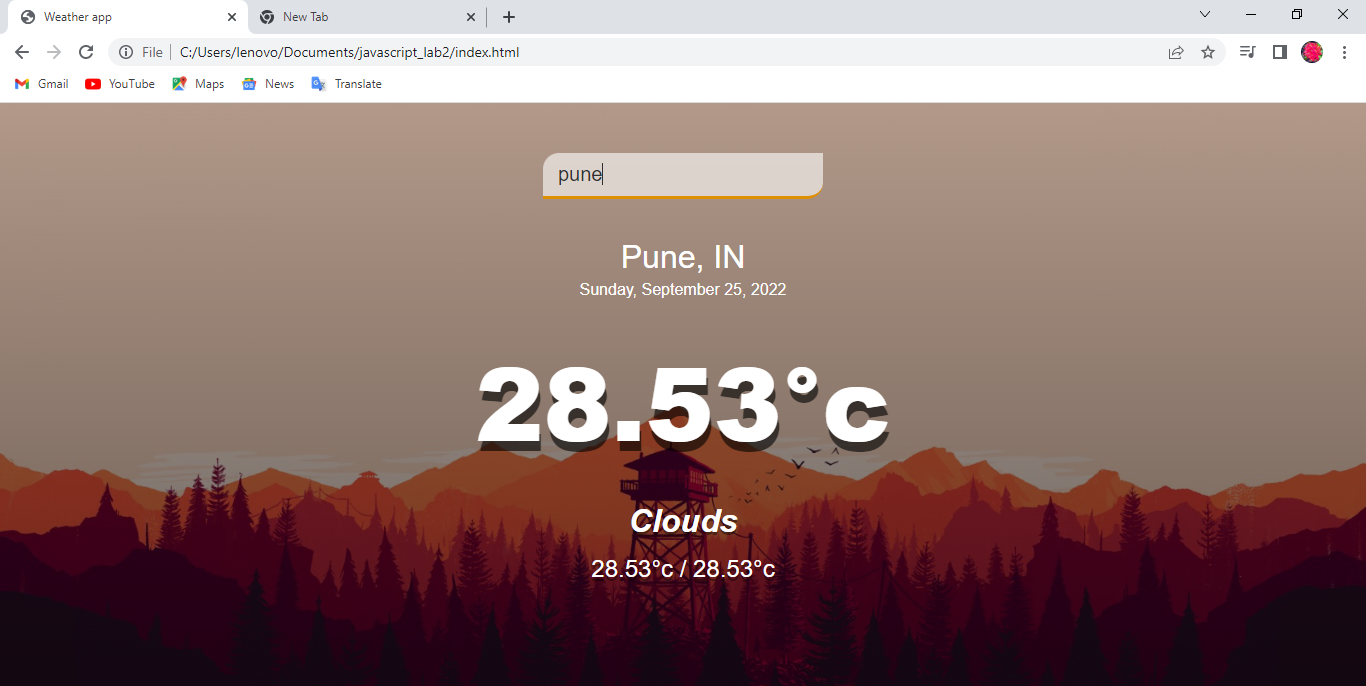 Weather app
New Tab
File
C:/Users/lenovo/Documents/javascript_lab2/index.html
Gmail
YouTube
Maps
News
Translate
pune
Pune, IN
Sunday, September 25, 2022
28.53°c
Clouds
28.53°c / 28.53°c